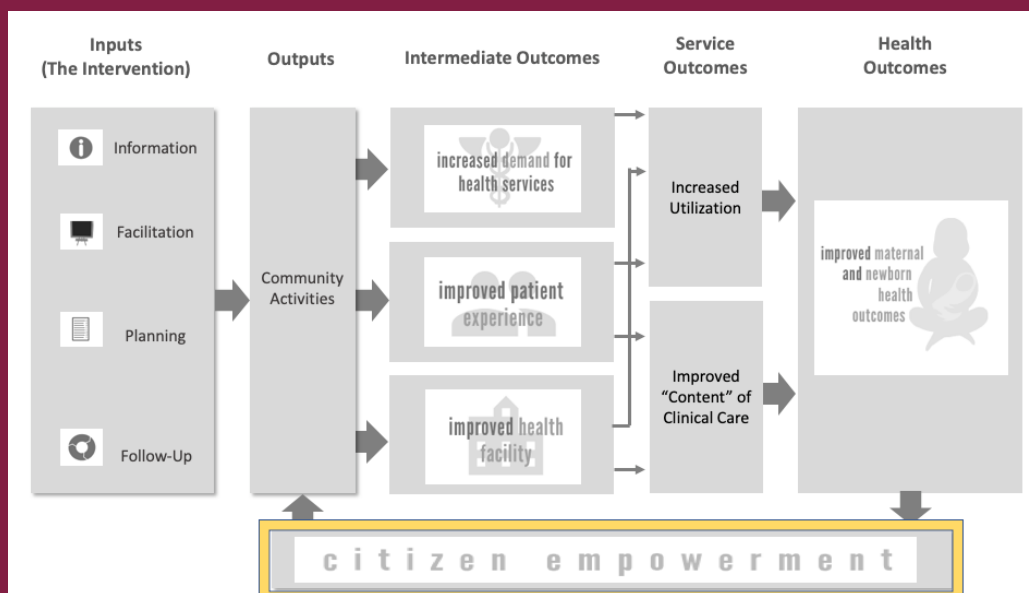 Inputs
(The Intervention)
Outputs
Intermediate Outcomes
Service
Outcomes
Health
Outcomes
Information
Facilitation
Planning
Follow-Up
Community
Activities
increased demand for
health services
improved patient
experience
improved health
facility
Increased
Utilization
Improved
“Content” of
Clinical Care
improved maternal
and newborn
health
outcomes
citizen empowerment